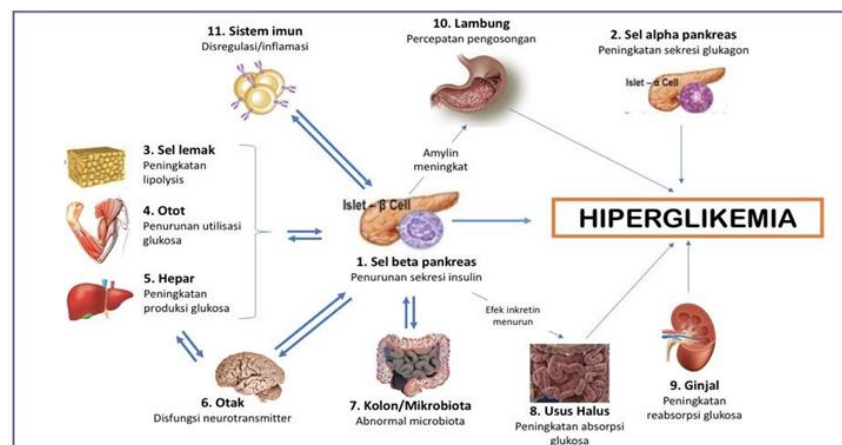 11. Sistem imun
Disregulasi/inflamasi
10. Lambung
Percepatan pengosongan
2. Sel alpha pankreas
Peningkatan sekresi glukagon
Islet – α Cell
3. Sel lemak
Peningkatan
lipolysis
4. Otot
Penurunan utilisasi
glukosa
5. Hepar
Peningkatan
produksi glukosa
Amylin
meningkat
Islet – β Cell
1. Sel beta pankreas
Penurunan sekresi insulin
HIPERGLIKEMIA
Efek inkretin
menurun
6. Otak
Disfungsi neurotransmitter
7. Kolon/Mikrobiota
Abnormal microbiota
8. Usus Halus
Peningkatan absorpsi
glukosa
9. Ginjal
Peningkatan
reabsorpsi glukosa